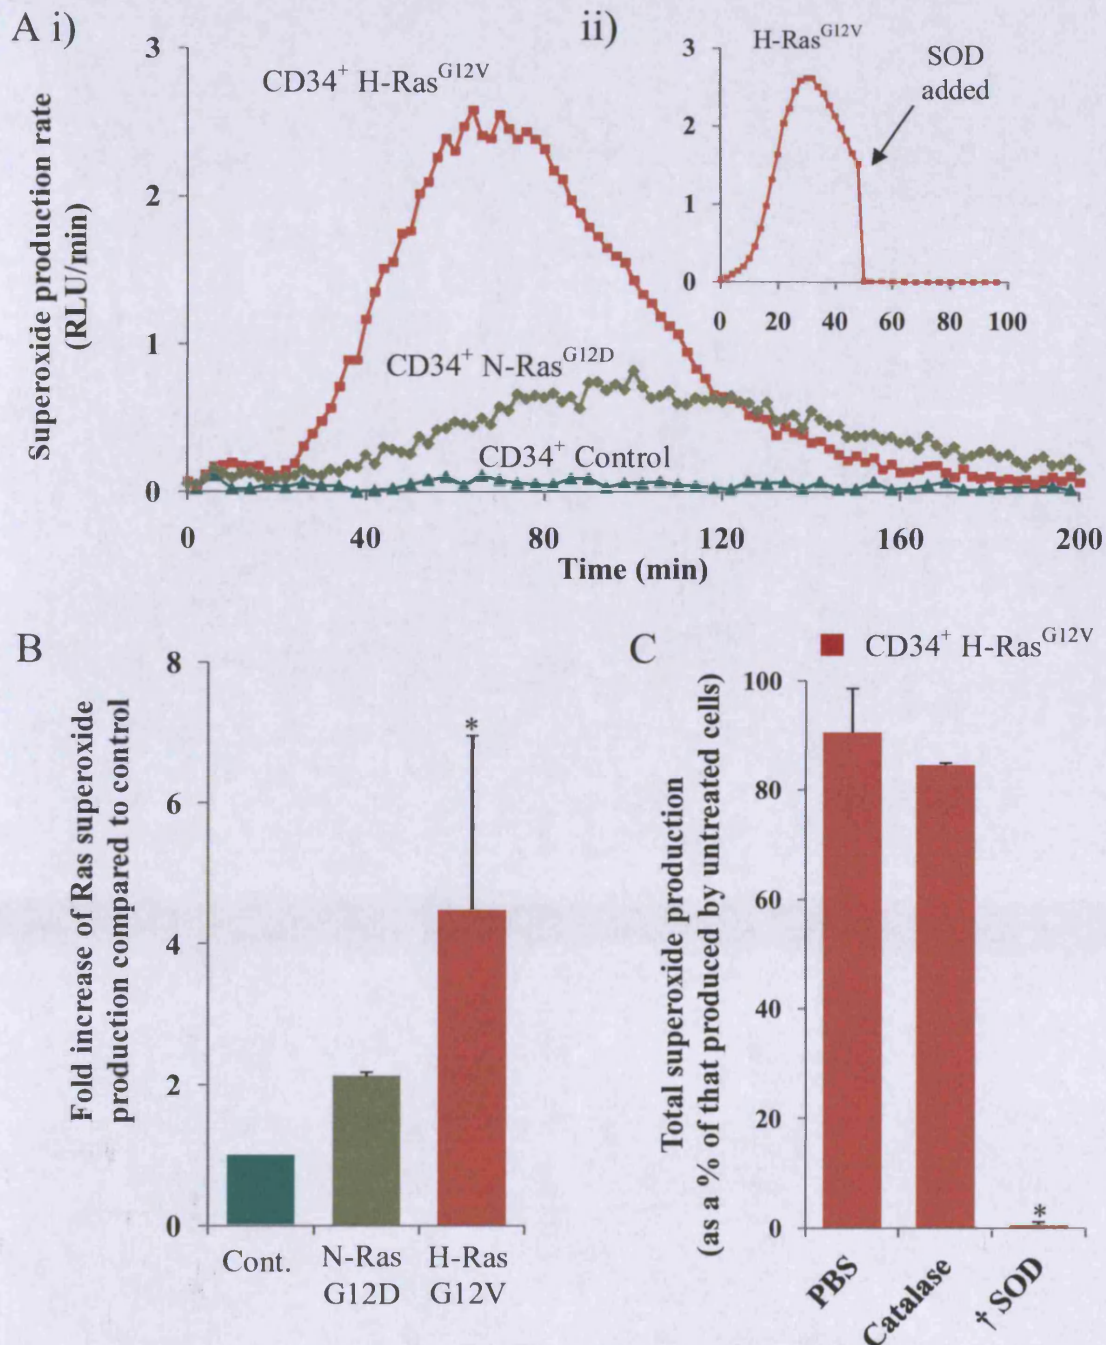 A i)
Superoxide production rate
(RLU/min)
3
2
1
0
CD34⁺ H-Ras^G12V
CD34⁺ N-Ras^G12D
CD34⁺ Control
0 40 80 120 160 200
Time (min)
ii)
H-Ras^G12V
SOD
added
3
2
1
0
0 20 40 60 80 100
B
Fold increase of Ras superoxide
production compared to control
8
6
4
2
0
*
Cont.
N-Ras
G12D
H-Ras
G12V
C
CD34⁺ H-Ras^G12V
Total superoxide production
(as a % of that produced by untreated cells)
100
80
60
40
20
0
*
PBS
Catalase
† SOD